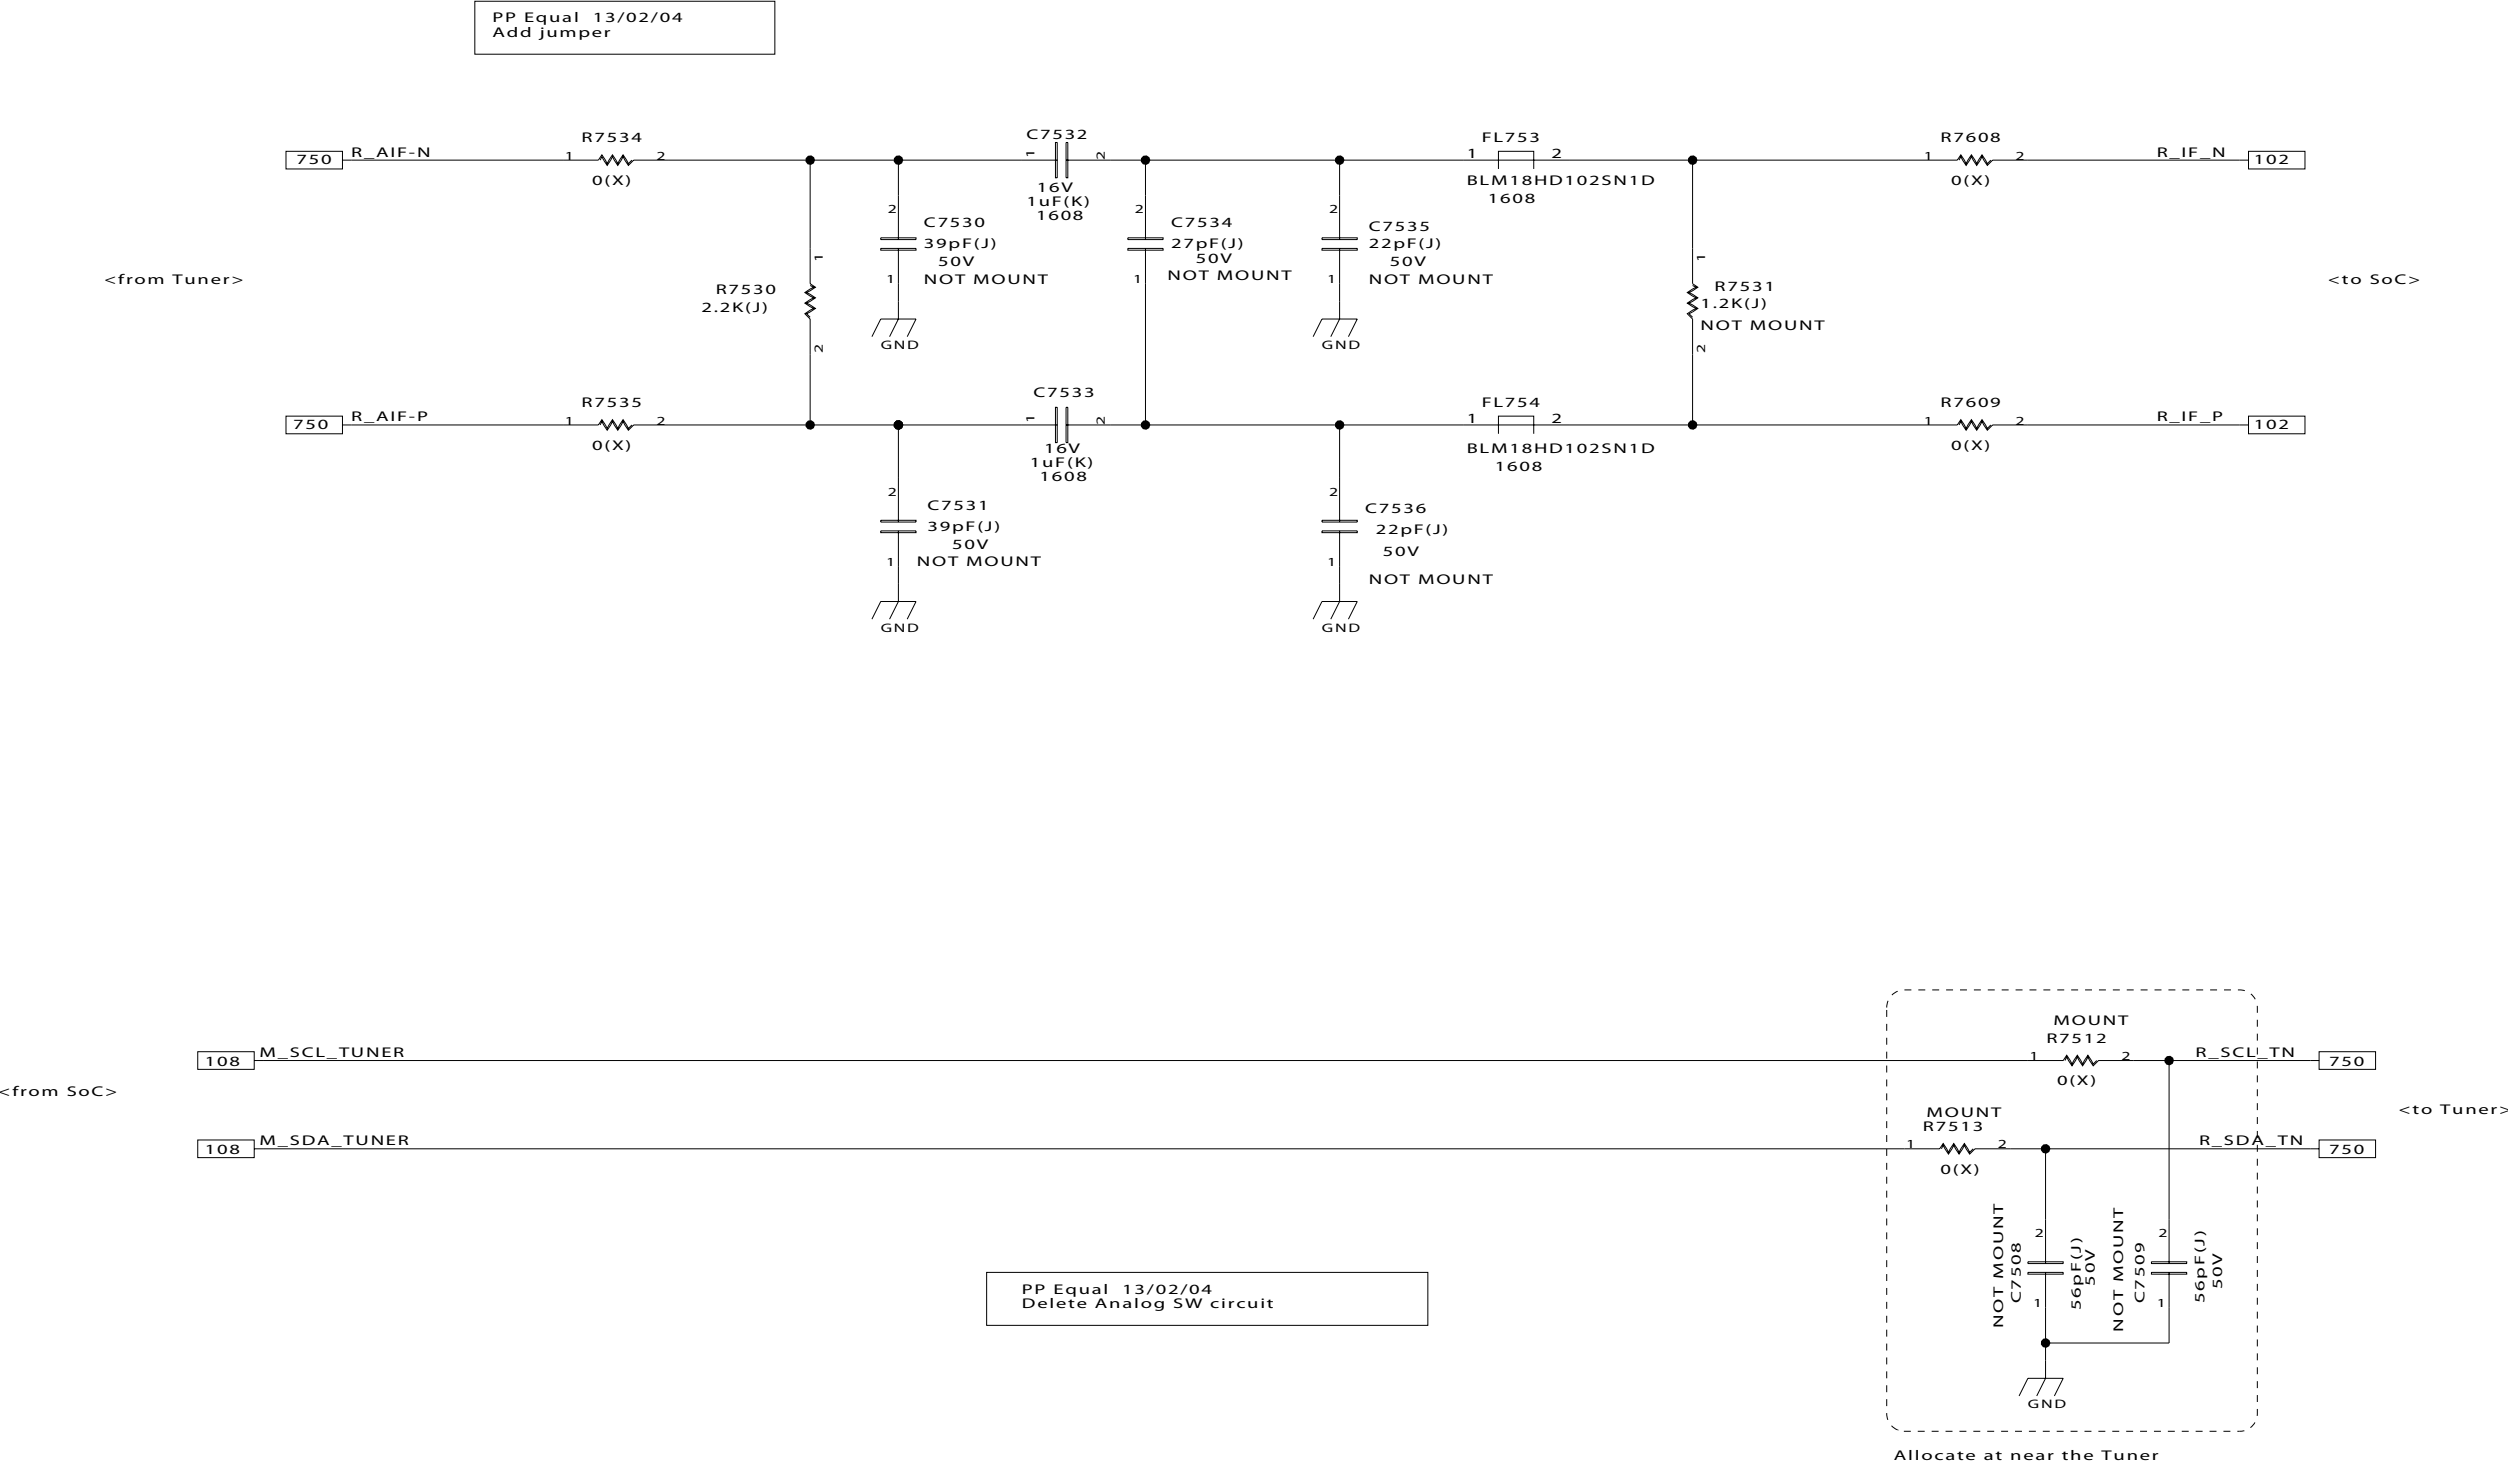 PP Equal 13/02/04
Add jumper
R7534
C7532
FL753
R7608
750
R_AIF-N
1
2
1
2
1
2
1
2
R_IF_N
102
0(X)
16V
1uF(K)
1608
BLM18HD102SN1D
1608
0(X)
2
C7530
39pF(J)
50V
1
NOT MOUNT
GND
2
C7534
27pF(J)
50V
1
NOT MOUNT
2
C7535
22pF(J)
50V
1
NOT MOUNT
GND
<from Tuner>
<to SoC>
1
R7530
2.2K(J)
2
1
R7531
1.2K(J)
NOT MOUNT
2
R7535
C7533
FL754
R7609
750
R_AIF-P
1
2
1
2
1
2
1
2
R_IF_P
102
0(X)
16V
1uF(K)
1608
BLM18HD102SN1D
1608
0(X)
2
C7531
39pF(J)
50V
1
NOT MOUNT
GND
2
C7536
22pF(J)
50V
1
NOT MOUNT
GND
MOUNT
R7512
108
M_SCL_TUNER
1
2
R_SCL_TN
750
0(X)
<from SoC>
<to Tuner>
MOUNT
R7513
108
M_SDA_TUNER
1
2
R_SDA_TN
750
0(X)
NOT MOUNT
C7508
2
1
56pF(J)
50V
NOT MOUNT
C7509
2
1
56pF(J)
50V
GND
PP Equal 13/02/04
Delete Analog SW circuit
Allocate at near the Tuner